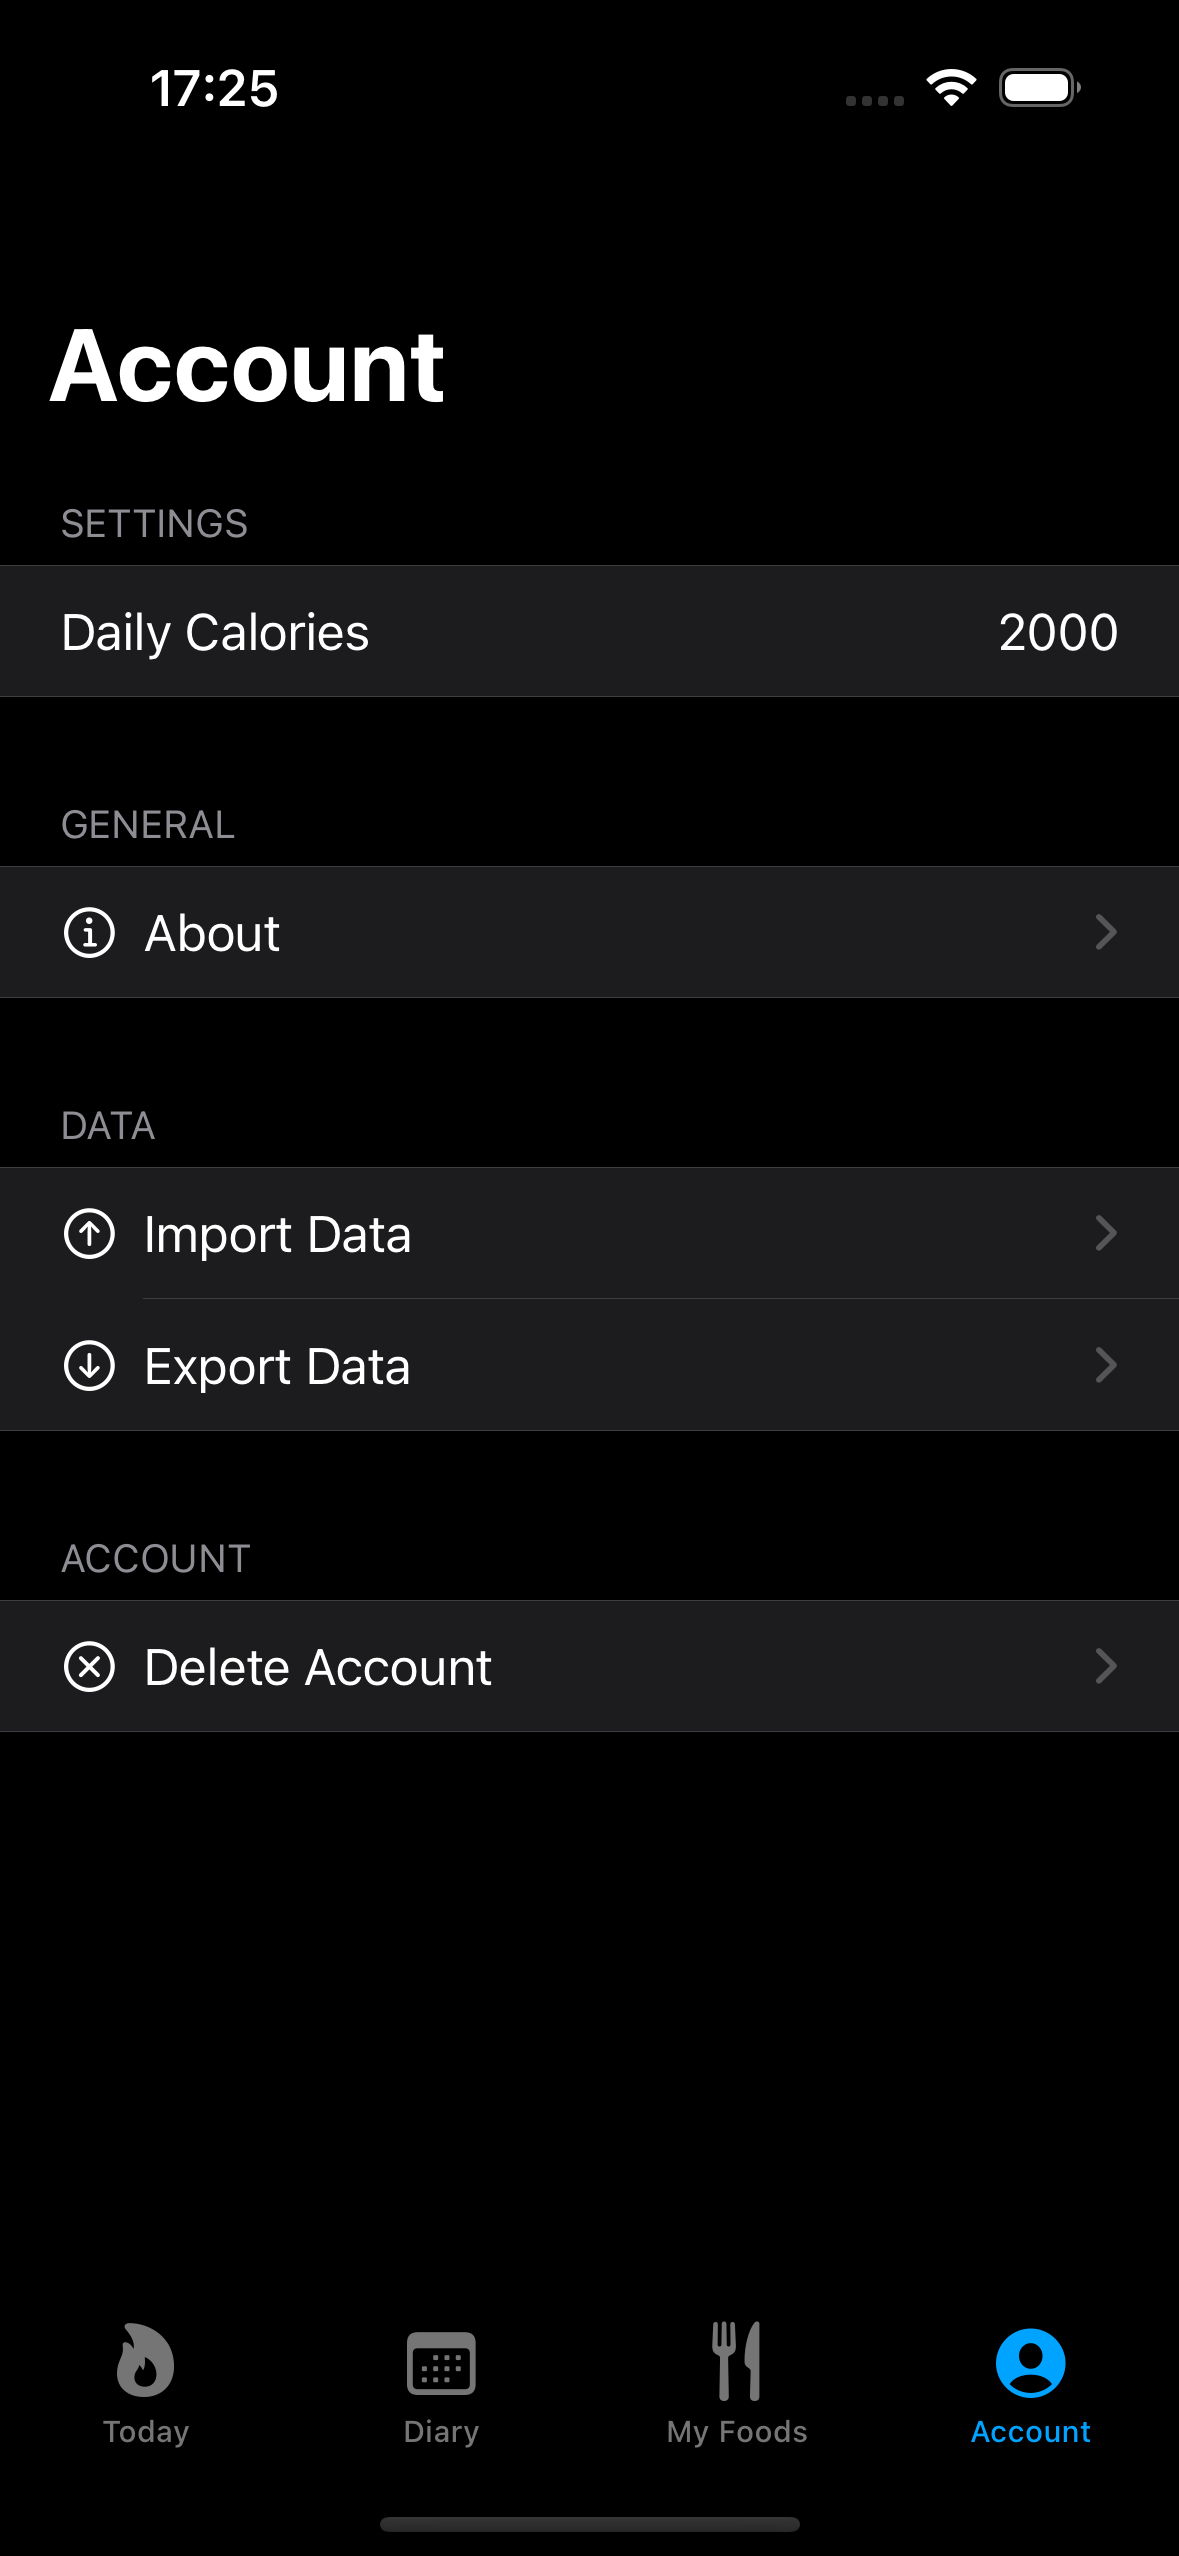 17:25
Account
SETTINGS
Daily Calories 2000
GENERAL
About
DATA
Import Data
Export Data
ACCOUNT
Delete Account
Today Diary My Foods Account